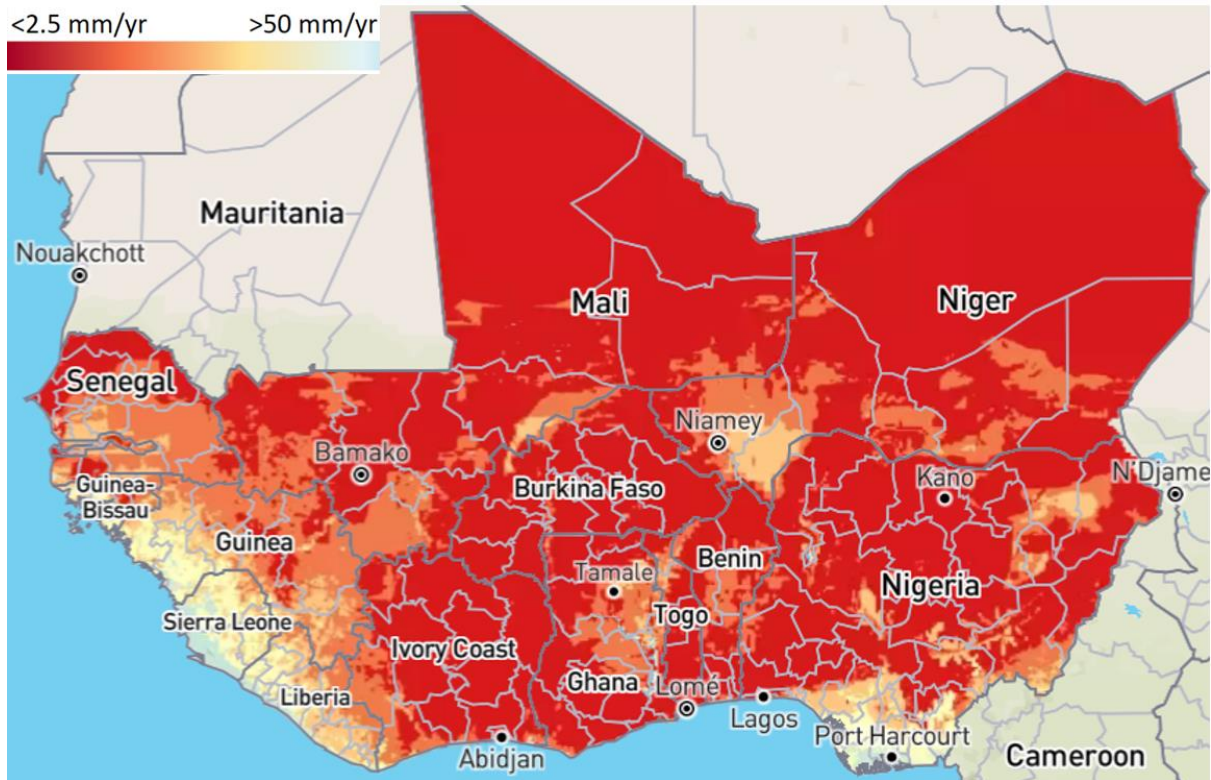 <2.5 mm/yr >50 mm/yr
Mauritania
Nouakchott
Mali
Niger
Senegal
Niamey
Bamako
Kano
N'Djame
Guinea-
Bissau
Burkina Faso
Guinea
Benin
Tamale
Nigeria
Togo
Sierra Leone
Ivory Coast
Liberia
Ghana
Lomé
Lagos
Abidjan
Port Harcourt
Cameroon